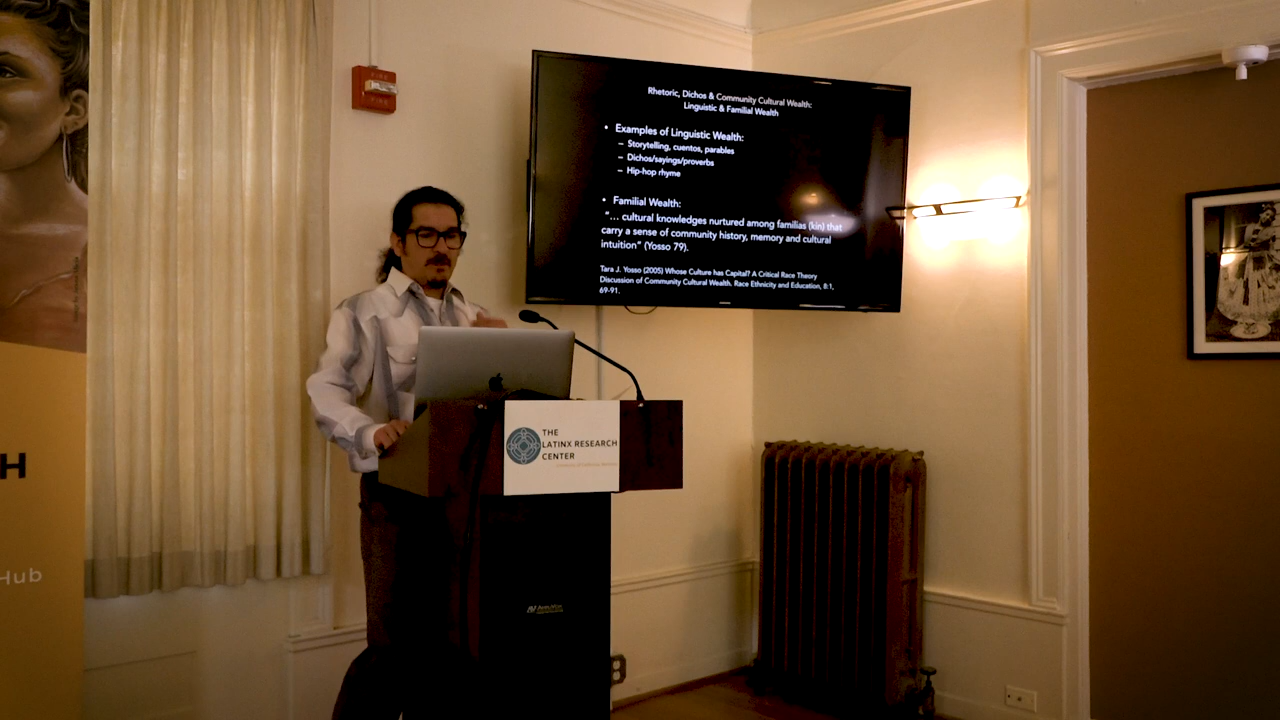 FIRE
FIRE
Rhetoric, Dichos & Community Cultural Wealth:
Linguistic & Familial Wealth
• Examples of Linguistic Wealth:
– Storytelling, cuentos, parables
– Dichos/sayings/proverbs
– Hip-hop rhyme
• Familial Wealth:
"… cultural knowledges nurtured among familias (kin) that
carry a sense of community history, memory and cultural
intuition" (Yosso 79).
Tara J. Yosso (2005) Whose Culture has Capital? A Critical Race Theory
Discussion of Community Cultural Wealth. Race Ethnicity and Education, 8:1,
69-91.
THE
LATINX RESEARCH
CENTER
H
Hub